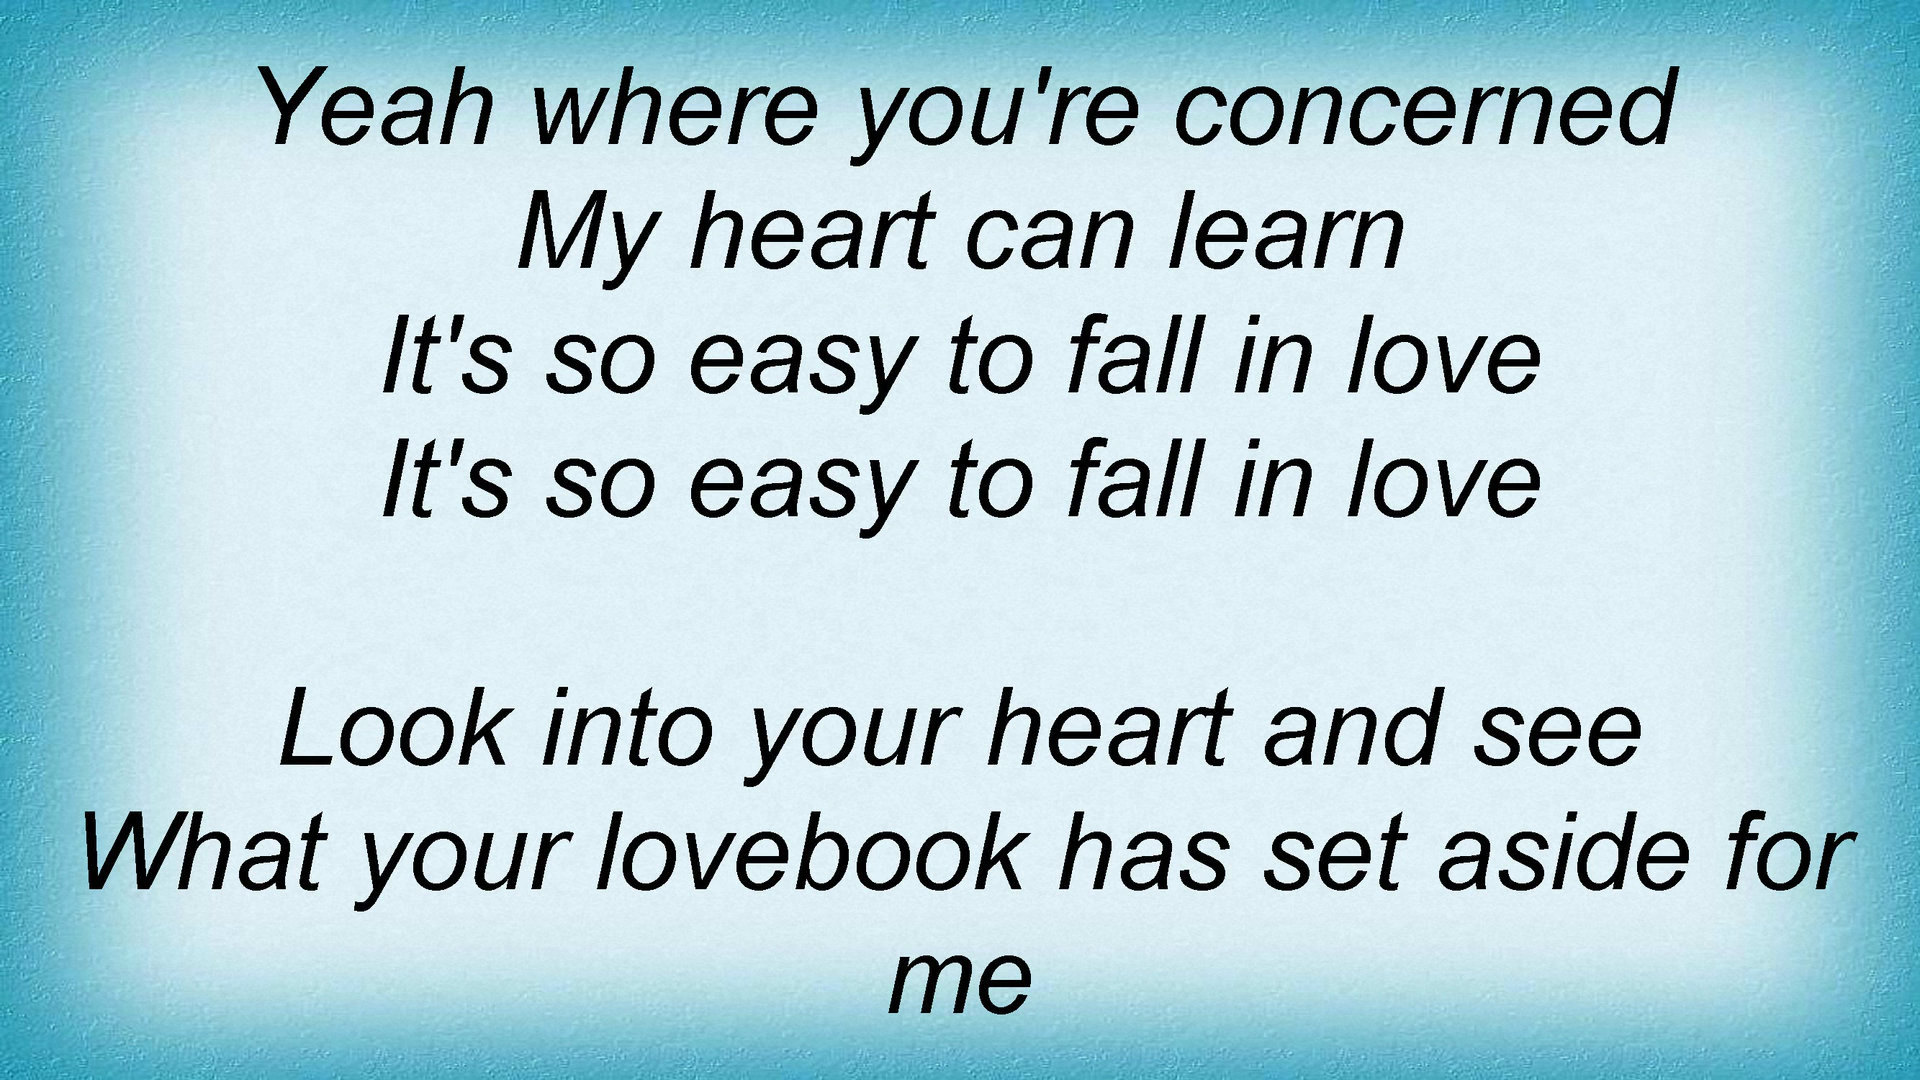 Yeah where you're concerned
My heart can learn
It's so easy to fall in love
It's so easy to fall in love
Look into your heart and see
What your lovebook has set aside for
me